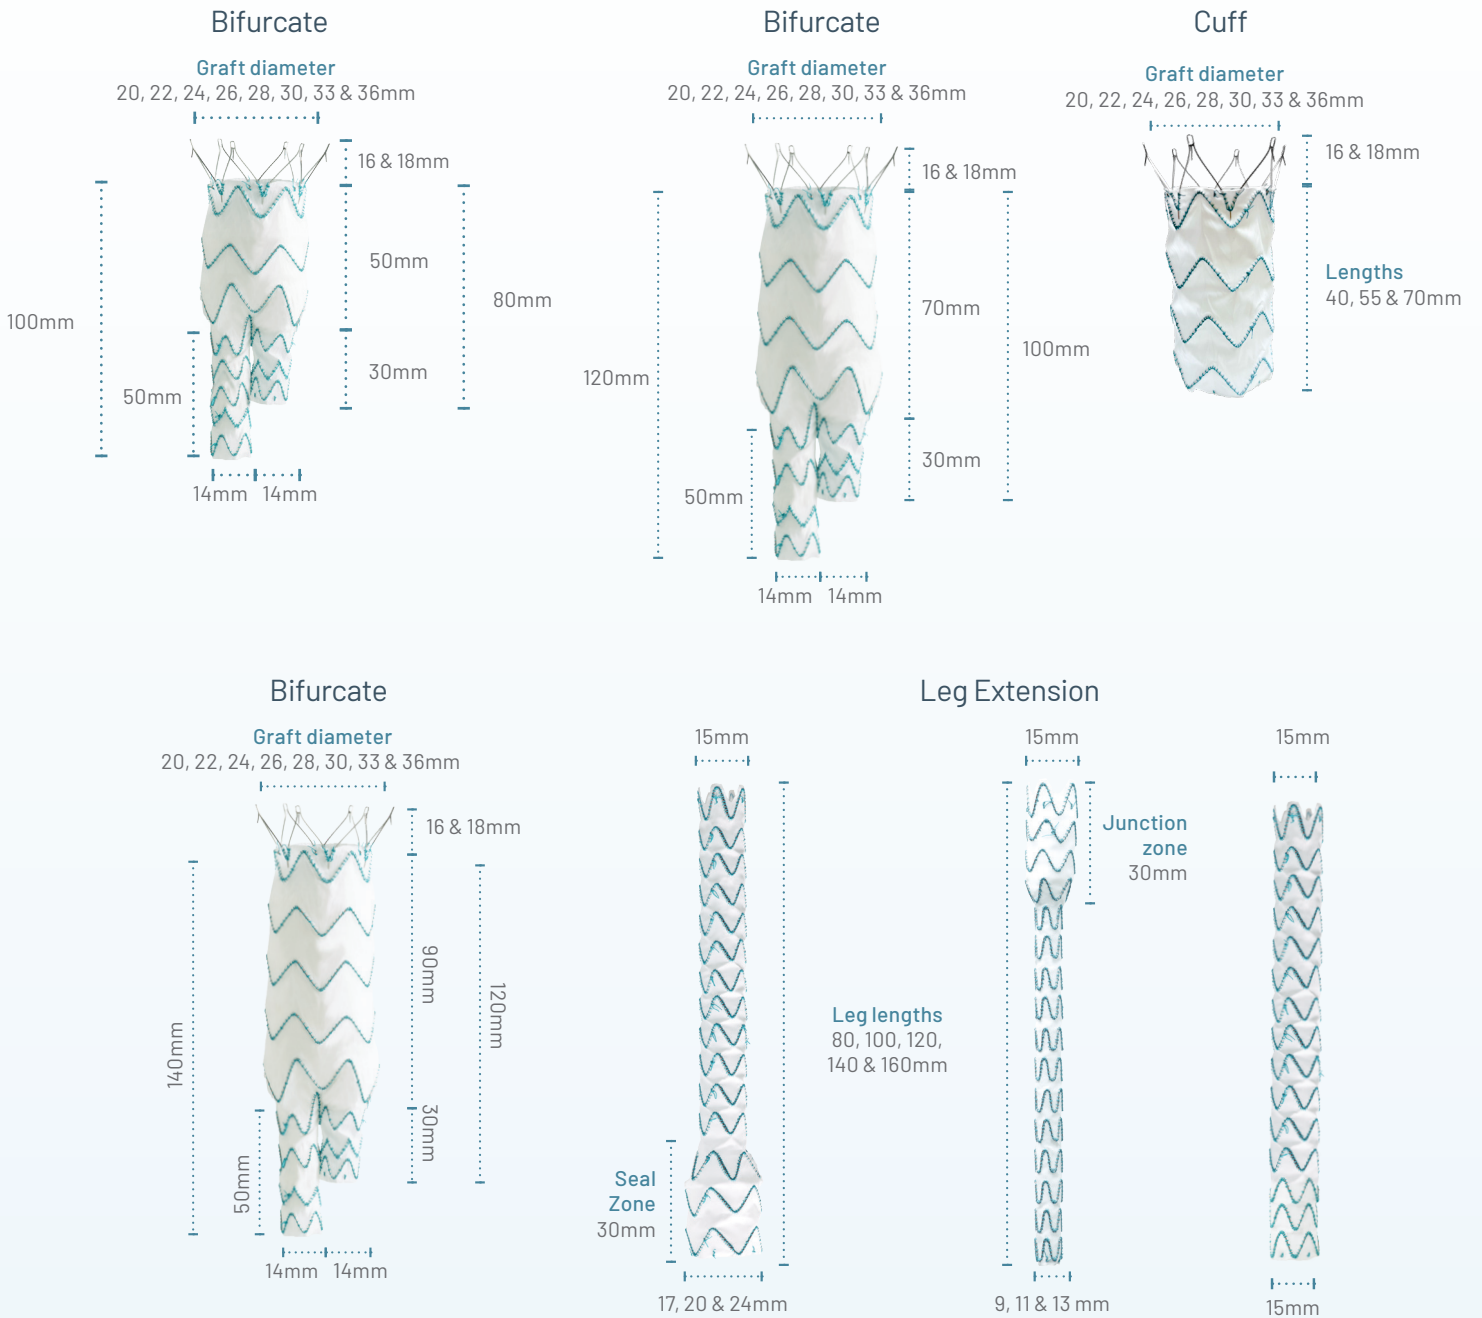 Bifurcate
Graft diameter
20, 22, 24, 26, 28, 30, 33 & 36mm
16 & 18mm
50mm
80mm
100mm
30mm
50mm
14mm 14mm
Bifurcate
Graft diameter
20, 22, 24, 26, 28, 30, 33 & 36mm
16 & 18mm
70mm
100mm
120mm
30mm
50mm
14mm 14mm
Cuff
Graft diameter
20, 22, 24, 26, 28, 30, 33 & 36mm
16 & 18mm
Lengths
40, 55 & 70mm
Bifurcate
Graft diameter
20, 22, 24, 26, 28, 30, 33 & 36mm
16 & 18mm
90mm
120mm
140mm
30mm
50mm
14mm 14mm
Leg Extension
15mm
Seal
Zone
30mm
17, 20 & 24mm
Leg lengths
80, 100, 120,
140 & 160mm
15mm
Junction
zone
30mm
9, 11 & 13 mm
15mm
15mm